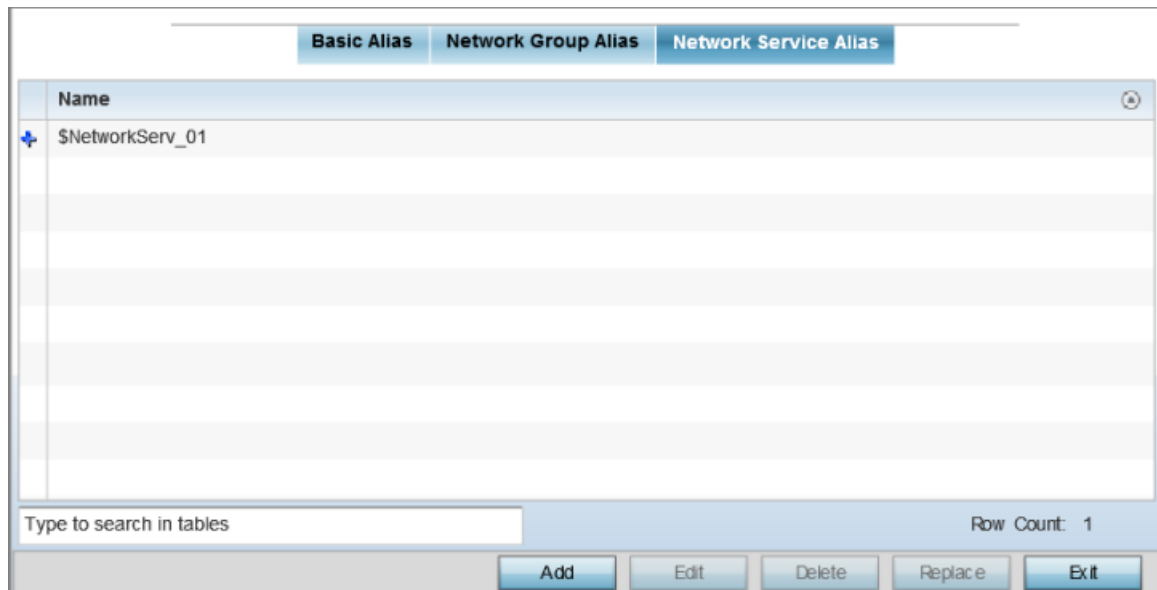 Basic Alias Network Group Alias Network Service Alias
Name
$NetworkServ_01
Type to search in tables Row Count: 1
Add Edit Delete Replace Exit